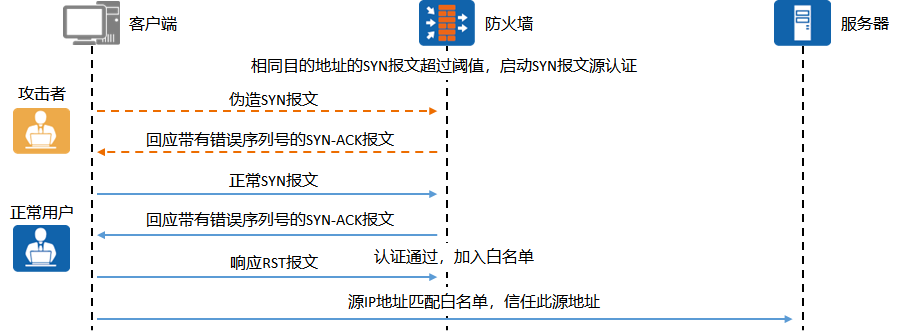 客户端
防火墙
服务器
相同目的地址的SYN报文超过阈值，启动SYN报文源认证
攻击者
伪造SYN报文
回应带有错误序列号的SYN-ACK报文
正常SYN报文
正常用户
回应带有错误序列号的SYN-ACK报文
认证通过，加入白名单
响应RST报文
源IP地址匹配白名单，信任此源地址